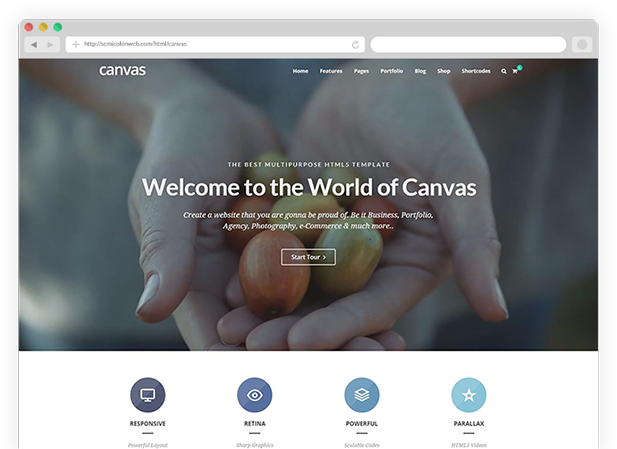 http://semicolonweb.com/html/canvas
canvas
Home Features Pages Portfolio Blog Shop Shortcodes
THE BEST MULTIPURPOSE HTML5 TEMPLATE
Welcome to the World of Canvas
Create a website that you are gonna be proud of. Be it Business, Portfolio,
Agency, Photography, e-Commerce & much more..
Start Tour
RESPONSIVE RETINA POWERFUL PARALLAX
Powerful Layout Sharp Graphics Scalable Codes HTML5 Videos